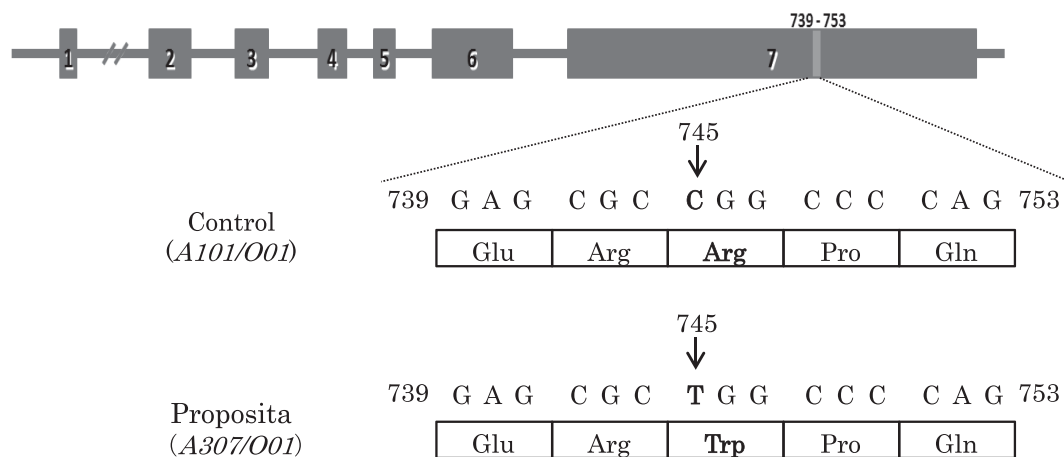 739 - 753
1 2 3 4 5 6 7
745
739 G A G C G C C G G C C C C A G 753
Control
(A101/O01)
Glu Arg Arg Pro Gln
745
739 G A G C G C T G G C C C C A G 753
Proposita
(A307/O01)
Glu Arg Trp Pro Gln